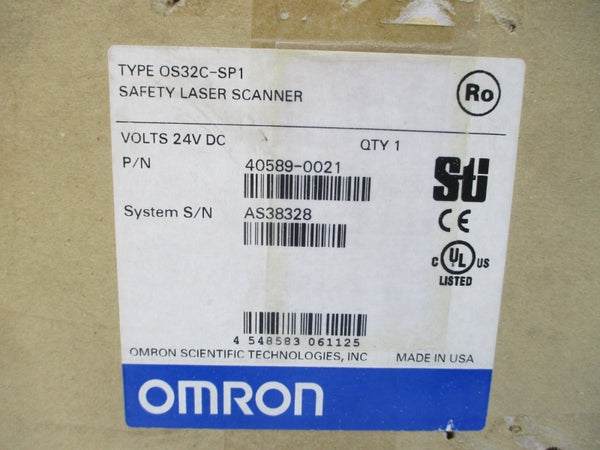 TYPE OS32C-SP1
SAFETY LASER SCANNER
Ro
VOLTS 24V DC QTY 1
P/N 40589-0021
Sti
System S/N AS38328
CE
C UL US
LISTED
4 548583 061125
OMRON SCIENTIFIC TECHNOLOGIES, INC MADE IN USA
OMRON